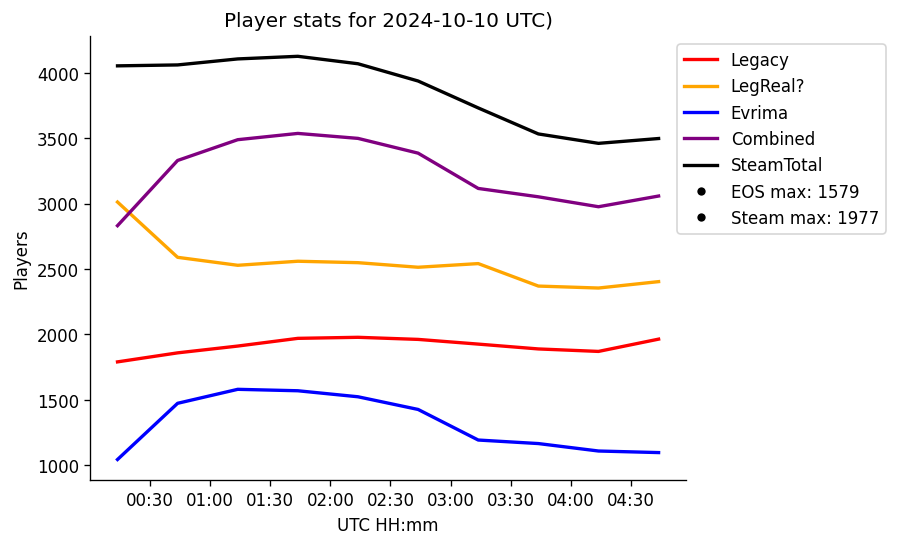 Player stats for 2024-10-10 UTC)
Players
4000
3500
3000
2500
2000
1500
1000
00:30 01:00 01:30 02:00 02:30 03:00 03:30 04:00 04:30
UTC HH:mm
Legacy
LegReal?
Evrima
Combined
SteamTotal
EOS max: 1579
Steam max: 1977